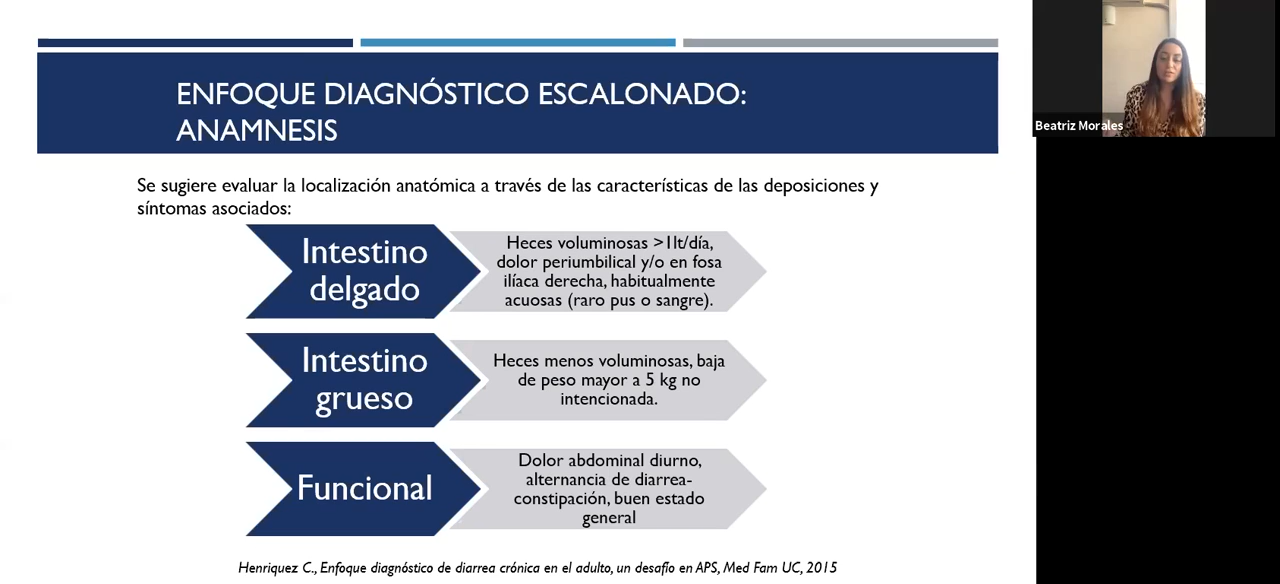 ENFOQUE DIAGNÓSTICO ESCALONADO:
ANAMNESIS
Se sugiere evaluar la localización anatómica a través de las características de las deposiciones y
síntomas asociados:
Intestino
delgado
Heces voluminosas >1lt/día,
dolor periumbilical y/o en fosa
ilíaca derecha, habitualmente
acuosas (raro pus o sangre).
Intestino
grueso
Heces menos voluminosas, baja
de peso mayor a 5 kg no
intencionada.
Funcional
Dolor abdominal diurno,
alternancia de diarrea-
constipación, buen estado
general
Henriquez C., Enfoque diagnóstico de diarrea crónica en el adulto, un desafío en APS, Med Fam UC, 2015
Beatriz Morales